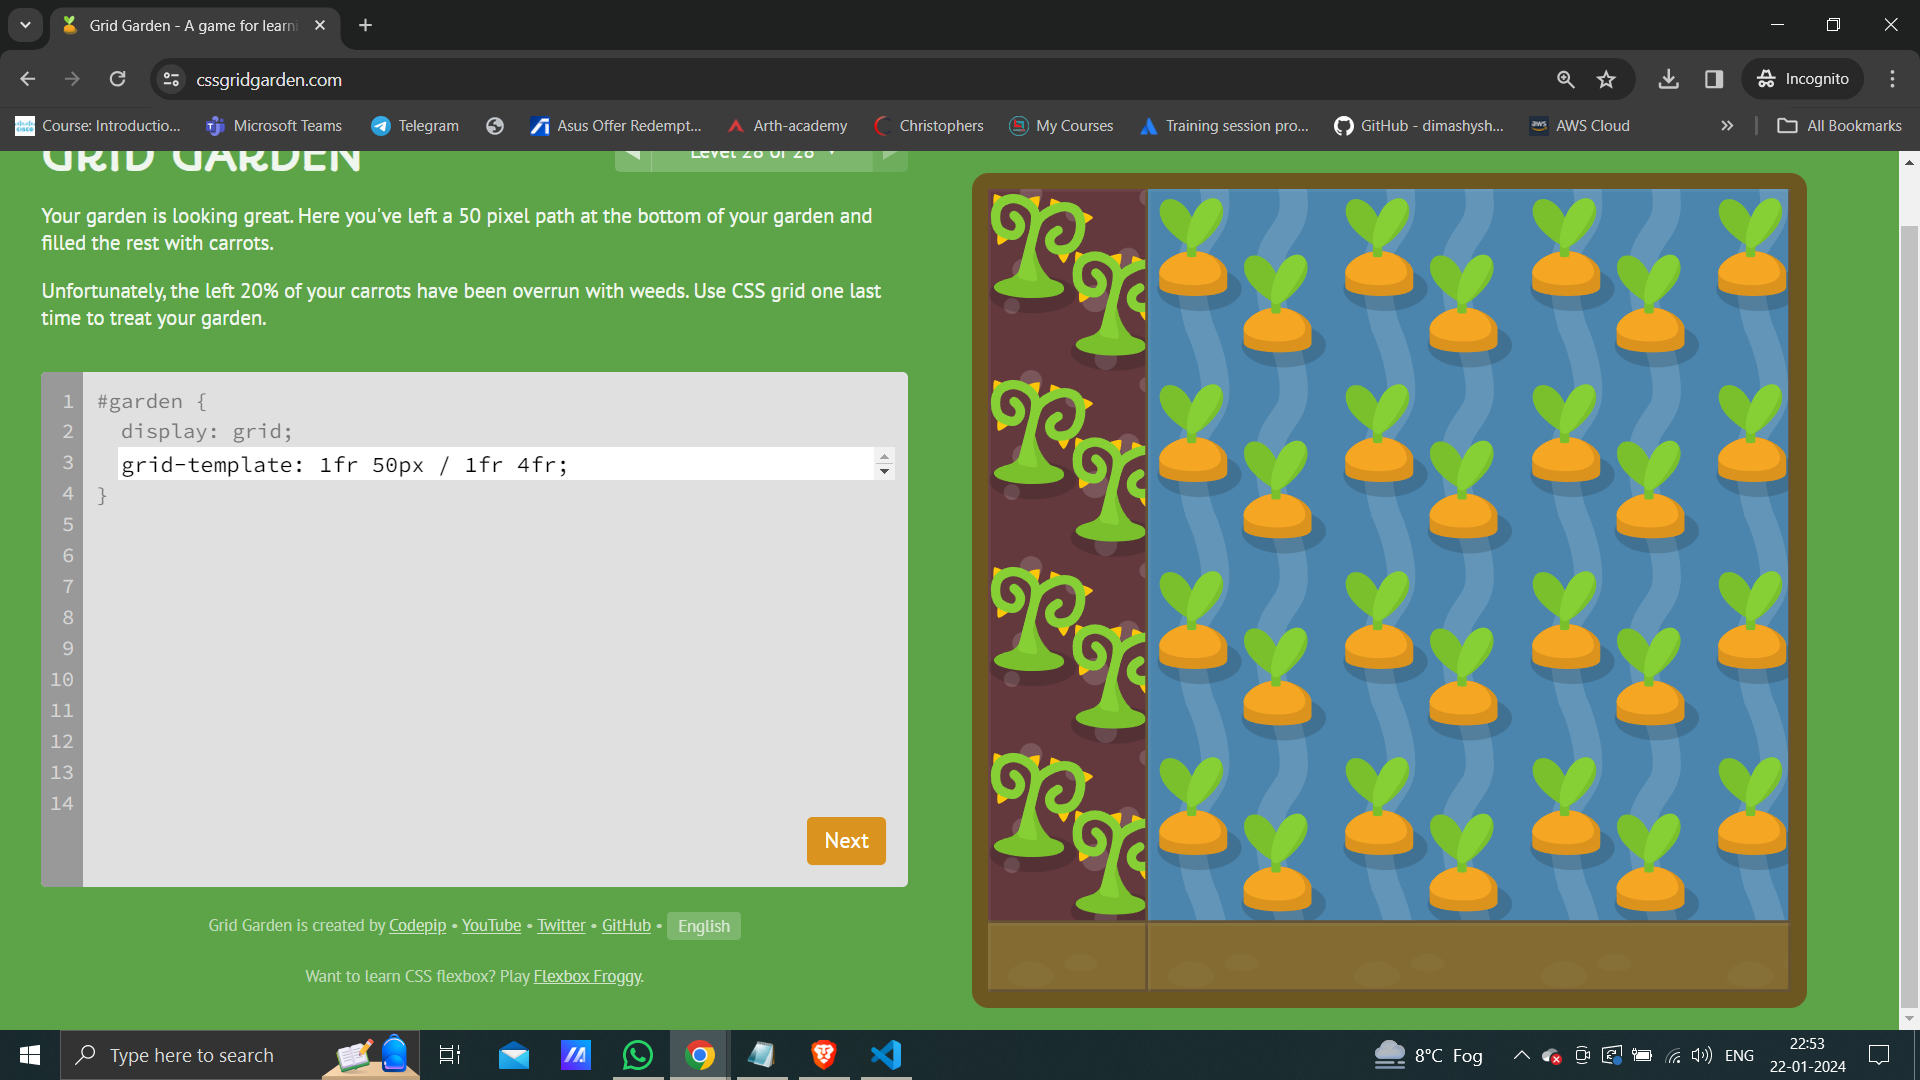 Grid Garden - A game for learni
cssgridgarden.com
Incognito
Course: Introductio...
Microsoft Teams
Telegram
Asus Offer Redempt...
Arth-academy
Christophers
My Courses
Training session pro...
GitHub - dimashysh...
AWS Cloud
All Bookmarks
GRID GARDEN
Level 28 of 28
Your garden is looking great. Here you've left a 50 pixel path at the bottom of your garden and
filled the rest with carrots.
Unfortunately, the left 20% of your carrots have been overrun with weeds. Use CSS grid one last
time to treat your garden.
1 #garden {
2 display: grid;
3 grid-template: 1fr 50px / 1fr 4fr;
4 }
5
6
7
8
9
10
11
12
13
14
Next
Grid Garden is created by Codepip • YouTube • Twitter • GitHub • English
Want to learn CSS flexbox? Play Flexbox Froggy.
Type here to search
8°C Fog
ENG
22:53
22-01-2024